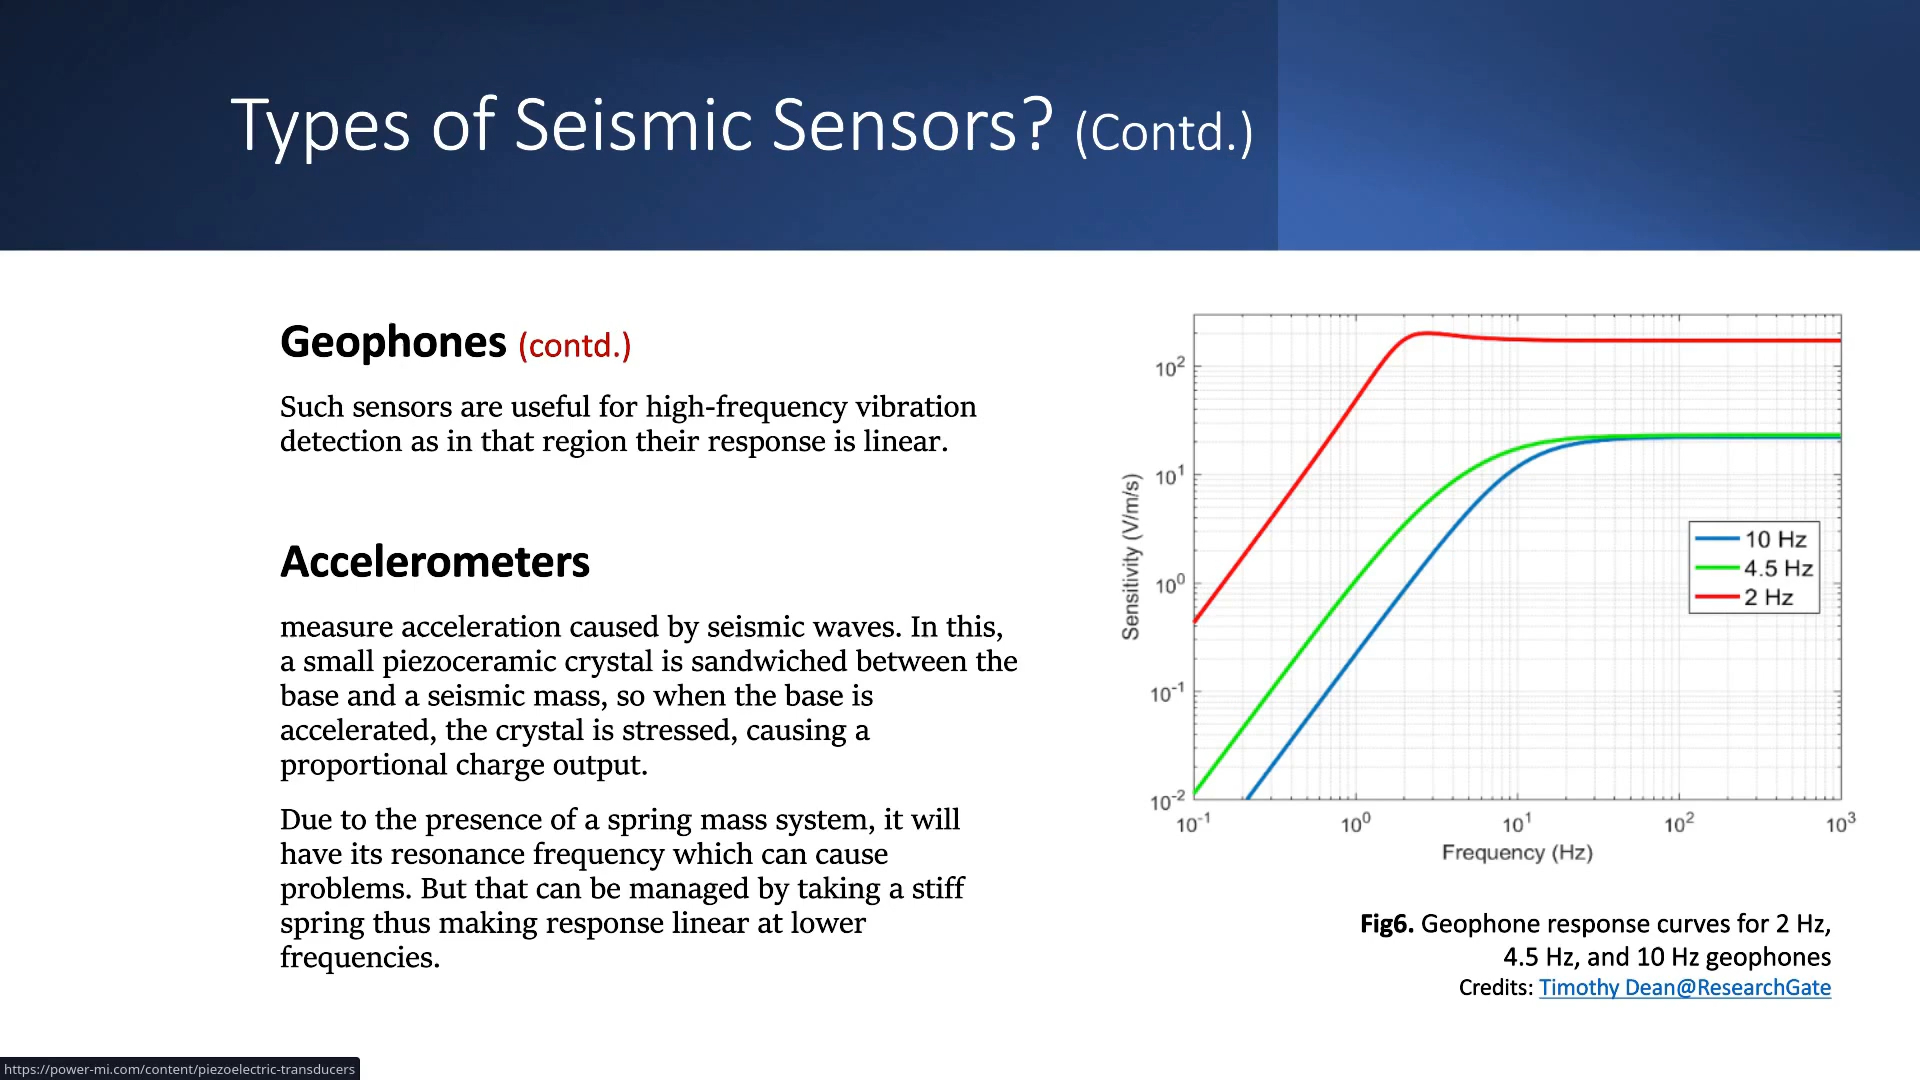 Types of Seismic Sensors? (Contd.)
Geophones (contd.)
Such sensors are useful for high-frequency vibration
detection as in that region their response is linear.
Accelerometers
measure acceleration caused by seismic waves. In this,
a small piezoceramic crystal is sandwiched between the
base and a seismic mass, so when the base is
accelerated, the crystal is stressed, causing a
proportional charge output.
Due to the presence of a spring mass system, it will
have its resonance frequency which can cause
problems. But that can be managed by taking a stiff
spring thus making response linear at lower
frequencies.
Sensitivity (V/m/s)
10²
10¹
10⁰
10⁻¹
10⁻²
10 Hz
4.5 Hz
2 Hz
10⁻¹ 10⁰ 10¹ 10² 10³
Frequency (Hz)
Fig6. Geophone response curves for 2 Hz,
4.5 Hz, and 10 Hz geophones
Credits: Timothy Dean@ResearchGate
https://power-mi.com/content/piezoelectric-transducers